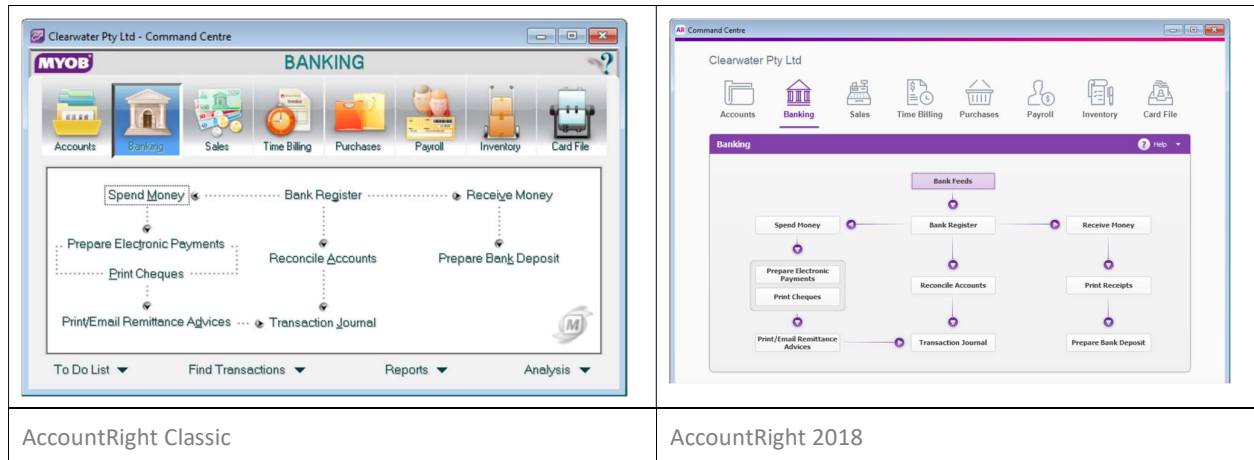 Clearwater Pty Ltd - Command Centre
MYOB BANKING ?
Accounts Banking Sales Time Billing Purchases Payroll Inventory Card File
Spend Money Bank Register Receive Money
Prepare Electronic Payments
Reconcile Accounts Prepare Bank Deposit
Print Cheques
Print/Email Remittance Advices Transaction Journal
M
To Do List Find Transactions Reports Analysis
AccountRight Classic
AR Command Centre
Clearwater Pty Ltd
Accounts Banking Sales Time Billing Purchases Payroll Inventory Card File
Banking ? Help
Bank Feeds
Spend Money Bank Register Receive Money
Prepare Electronic
Payments
Print Cheques
Reconcile Accounts Print Receipts
Print/Email Remittance
Advices
Transaction Journal Prepare Bank Deposit
AccountRight 2018